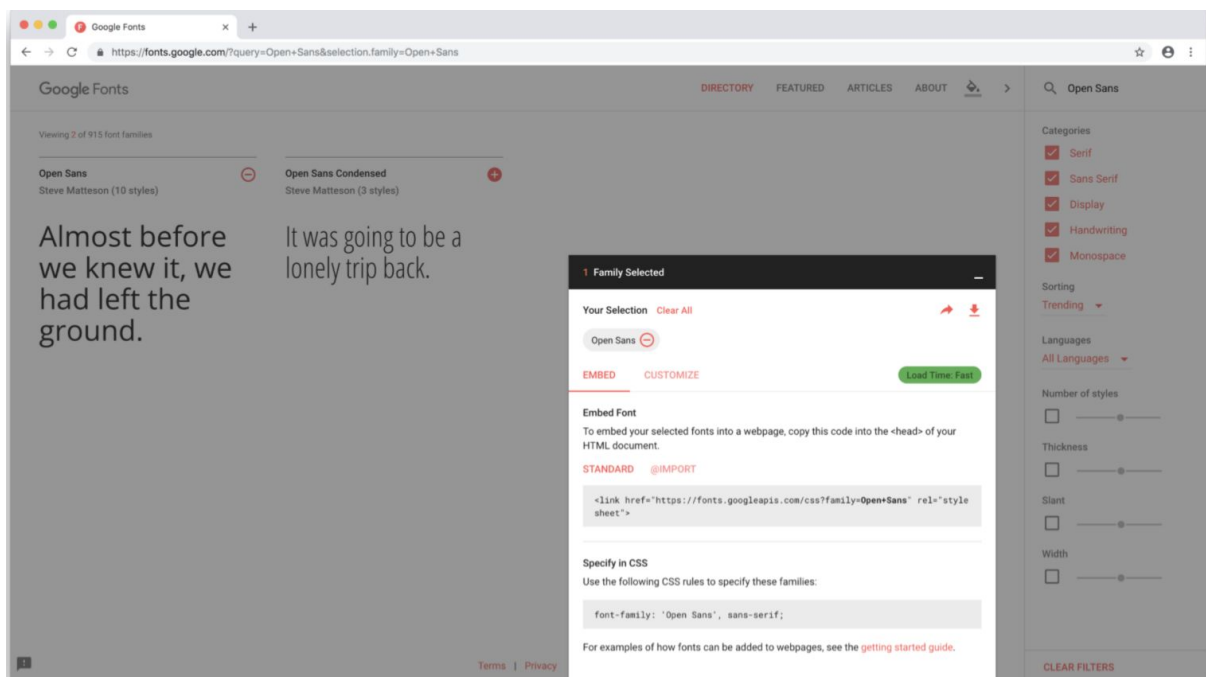 Google Fonts
https://fonts.google.com/?query=Open+Sans&selection.family=Open+Sans
Google Fonts
DIRECTORY FEATURED ARTICLES ABOUT
Open Sans
Viewing 2 of 915 font families
Open Sans
Steve Matteson (10 styles)
Almost before
we knew it, we
had left the
ground.
Open Sans Condensed
Steve Matteson (3 styles)
It was going to be a
lonely trip back.
Categories
Serif
Sans Serif
Display
Handwriting
Monospace
Sorting
Trending
Languages
All Languages
Number of styles
Thickness
Slant
Width
CLEAR FILTERS
1 Family Selected
Your Selection Clear All
Open Sans
EMBED CUSTOMIZE Load Time: Fast
Embed Font
To embed your selected fonts into a webpage, copy this code into the <head> of your
HTML document.
STANDARD @IMPORT
<link href="https://fonts.googleapis.com/css?family=Open+Sans" rel="style
sheet">
Specify in CSS
Use the following CSS rules to specify these families:
font-family: 'Open Sans', sans-serif;
For examples of how fonts can be added to webpages, see the getting started guide.
Terms | Privacy